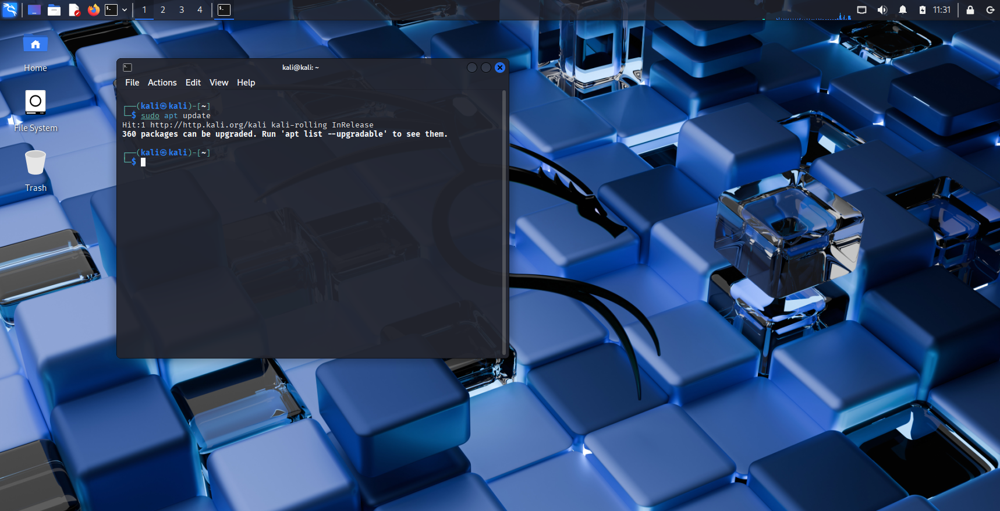 1 2 3 4
11:31
Home
File System
Trash
kali@kali: ~
File Actions Edit View Help
┌──(kali㉿kali)-[~]
└─$ sudo apt update
Hit:1 http://http.kali.org/kali kali-rolling InRelease
360 packages can be upgraded. Run 'apt list --upgradable' to see them.
┌──(kali㉿kali)-[~]
└─$